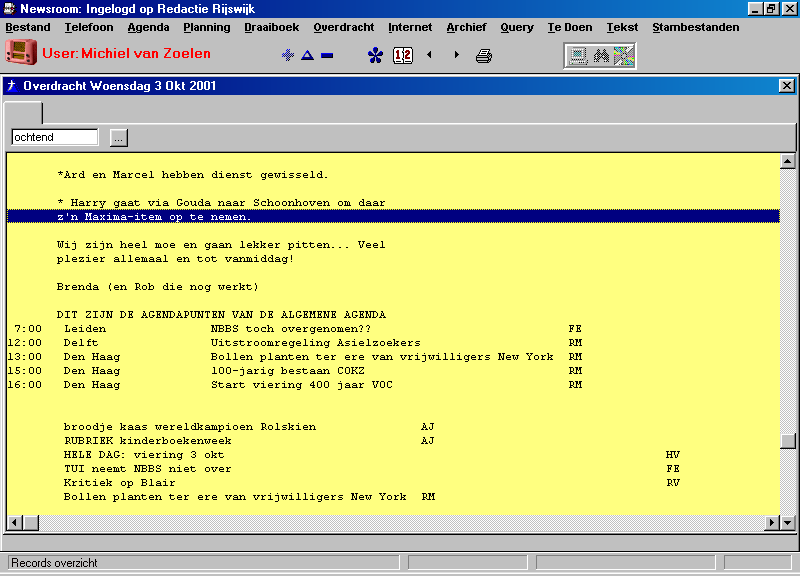 Newsroom: Ingelogd op Redactie Rijswijk
Bestand Telefoon Agenda Planning Draaiboek Overdracht Internet Archief Query Te Doen Tekst Stambestanden
User: Michiel van Zoelen
12
Overdracht Woensdag 3 Okt 2001
ochtend ...
*Ard en Marcel hebben dienst gewisseld.
* Harry gaat via Gouda naar Schoonhoven om daar
z'n Maxima-item op te nemen.
Wij zijn heel moe en gaan lekker pitten... Veel
plezier allemaal en tot vanmiddag!
Brenda (en Rob die nog werkt)
DIT ZIJN DE AGENDAPUNTEN VAN DE ALGEMENE AGENDA
7:00 Leiden NBBS toch overgenomen?? FE
12:00 Delft Uitstroomregeling Asielzoekers RM
13:00 Den Haag Bollen planten ter ere van vrijwilligers New York RM
15:00 Den Haag 100-jarig bestaan COKZ RM
16:00 Den Haag Start viering 400 jaar VOC RM
broodje kaas wereldkampioen Rolskien AJ
RUBRIEK kinderboekenweek AJ
HELE DAG: viering 3 okt HV
TUI neemt NBBS niet over FE
Kritiek op Blair RV
Bollen planten ter ere van vrijwilligers New York RM
Records overzicht